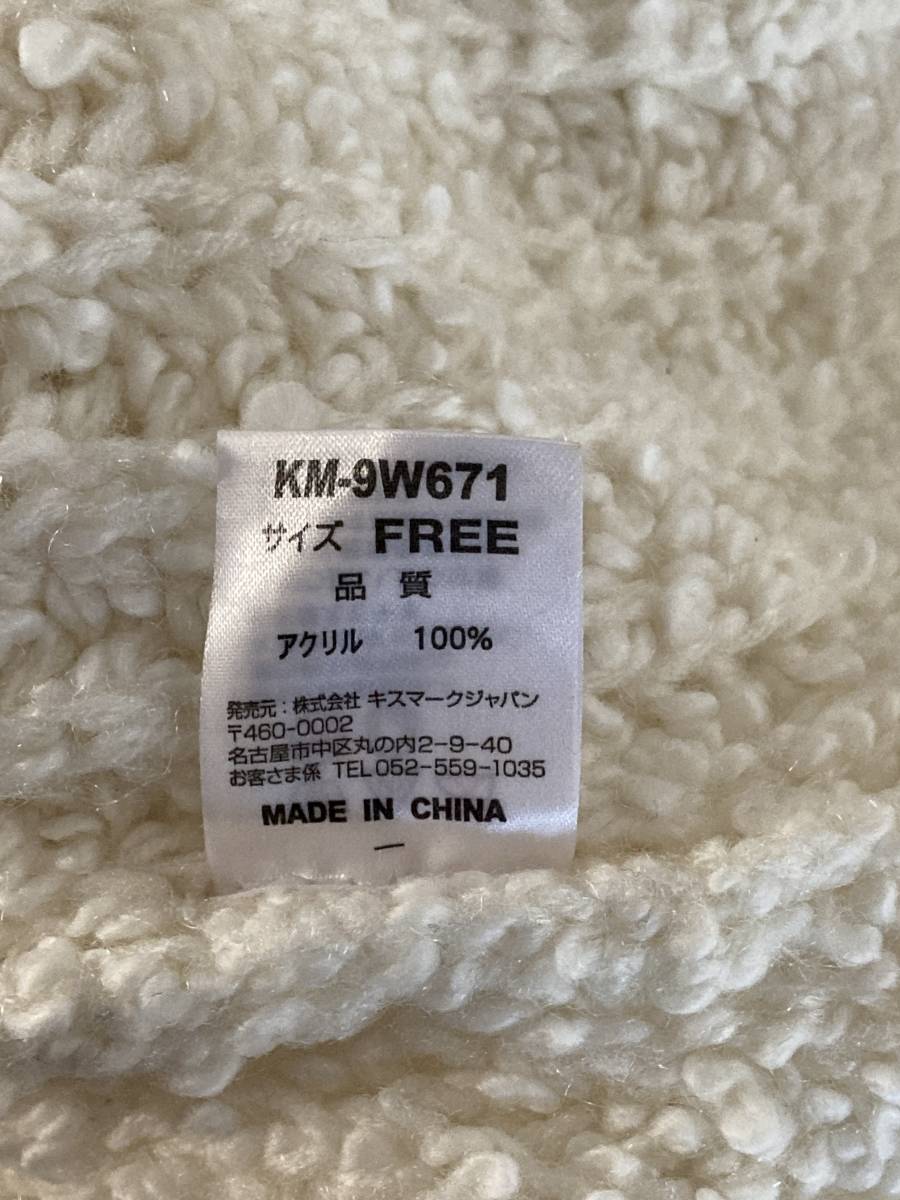 KM-9W671
サイズ FREE
品質
アクリル 100%
発売元:株式会社 キスマークジャパン
〒460-0002
名古屋市中区丸の内2-9-40
お客さま係 TEL052-559-1035
MADE IN CHINA